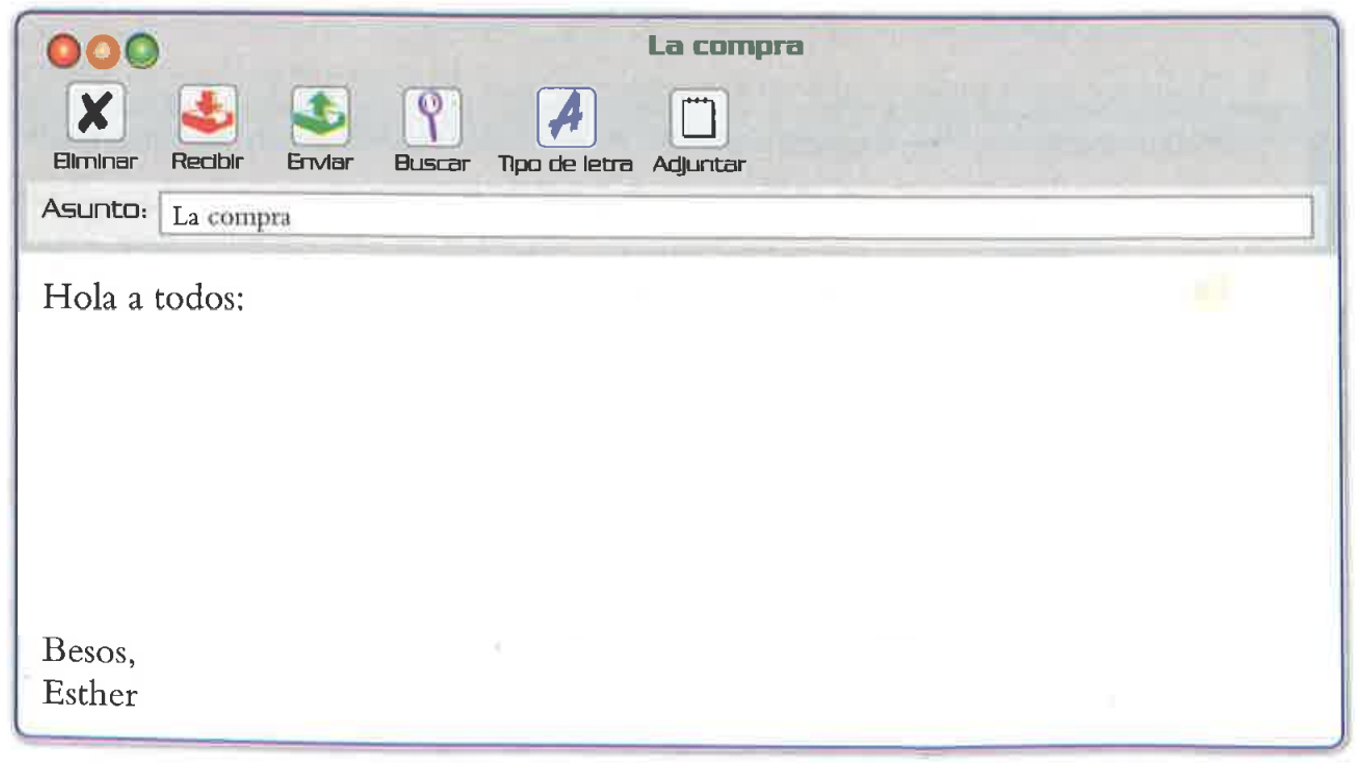 La compra
Eliminar Recibir Enviar Buscar Tipo de letra Adjuntar
Asunto: La compra
Hola a todos:
Besos,
Esther